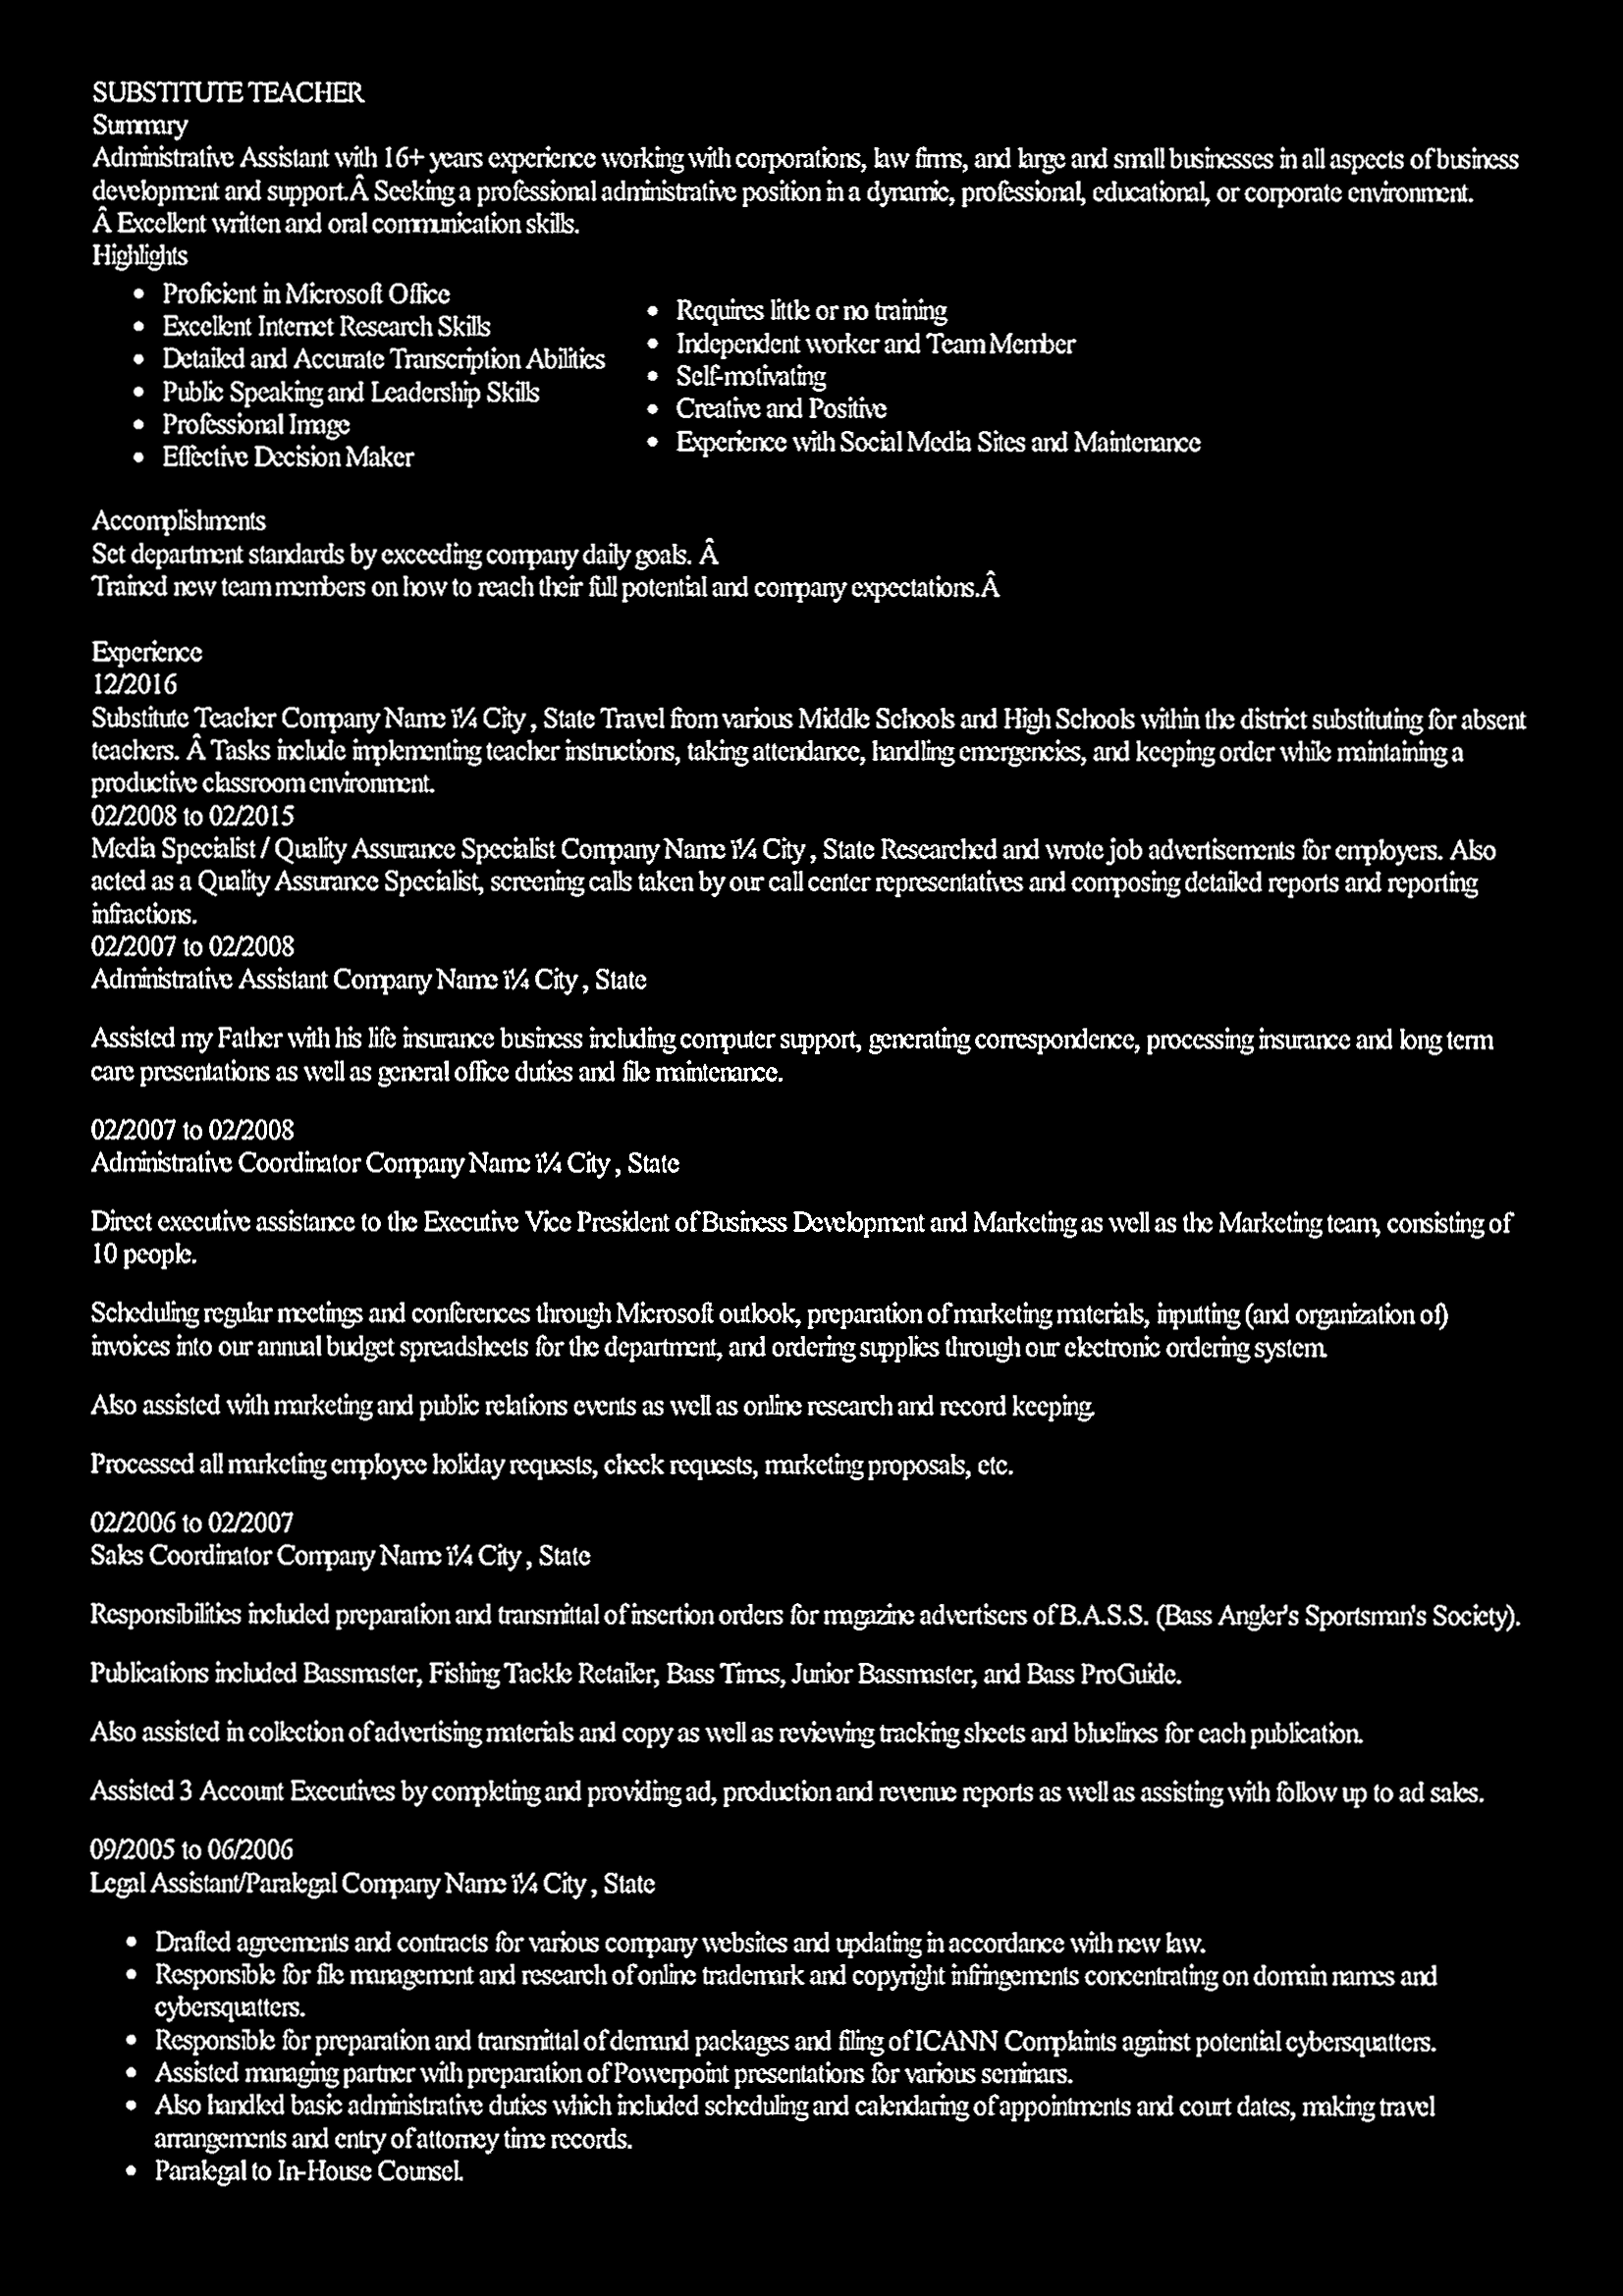 SUBSTITUTE TEACHER
Summary
Administrative Assistant with 16+ years experience working with corporations, law firms, and large and small businesses in all aspects of business
development and support.Â Seeking a professional administrative position in a dynamic, professional, educational, or corporate environment.
Â Excellent written and oral communication skills.
Highlights
• Proficient in Microsoft Office
• Excellent Internet Research Skills
• Detailed and Accurate Transcription Abilities
• Public Speaking and Leadership Skills
• Professional Image
• Effective Decision Maker
• Requires little or no training
• Independent worker and Team Member
• Self-motivating
• Creative and Positive
• Experience with Social Media Sites and Maintenance
Accomplishments
Set department standards by exceeding company daily goals. Â
Trained new team members on how to reach their full potential and company expectations.Â
Experience
12/2016
Substitute Teacher Company Name ï¼ City , State Travel from various Middle Schools and High Schools within the district substituting for absent
teachers. Â Tasks include implementing teacher instructions, taking attendance, handling emergencies, and keeping order while maintaining a
productive classroom environment.
02/2008 to 02/2015
Media Specialist / Quality Assurance Specialist Company Name ï¼ City , State Researched and wrote job advertisements for employers. Also
acted as a Quality Assurance Specialist, screening calls taken by our call center representatives and composing detailed reports and reporting
infractions.
02/2007 to 02/2008
Administrative Assistant Company Name ï¼ City , State
Assisted my Father with his life insurance business including computer support, generating correspondence, processing insurance and long term
care presentations as well as general office duties and file maintenance.
02/2007 to 02/2008
Administrative Coordinator Company Name ï¼ City , State
Direct executive assistance to the Executive Vice President of Business Development and Marketing as well as the Marketing team, consisting of
10 people.
Scheduling regular meetings and conferences through Microsoft outlook, preparation of marketing materials, inputting (and organization of)
invoices into our annual budget spreadsheets for the department, and ordering supplies through our electronic ordering system.
Also assisted with marketing and public relations events as well as online research and record keeping.
Processed all marketing employee holiday requests, check requests, marketing proposals, etc.
02/2006 to 02/2007
Sales Coordinator Company Name ï¼ City , State
Responsibilities included preparation and transmittal of insertion orders for magazine advertisers of B.A.S.S. (Bass Angler's Sportsman's Society).
Publications included Bassmaster, Fishing Tackle Retailer, Bass Times, Junior Bassmaster, and Bass ProGuide.
Also assisted in collection of advertising materials and copy as well as reviewing tracking sheets and bluelines for each publication.
Assisted 3 Account Executives by completing and providing ad, production and revenue reports as well as assisting with follow up to ad sales.
09/2005 to 06/2006
Legal Assistant/Paralegal Company Name ï¼ City , State
• Drafted agreements and contracts for various company websites and updating in accordance with new law.
• Responsible for file management and research of online trademark and copyright infringements concentrating on domain names and
cybersquatters.
• Responsible for preparation and transmittal of demand packages and filing of ICANN Complaints against potential cybersquatters.
• Assisted managing partner with preparation of Powerpoint presentations for various seminars.
• Also handled basic administrative duties which included scheduling and calendaring of appointments and court dates, making travel
arrangements and entry of attorney time records.
• Paralegal to In-House Counsel.